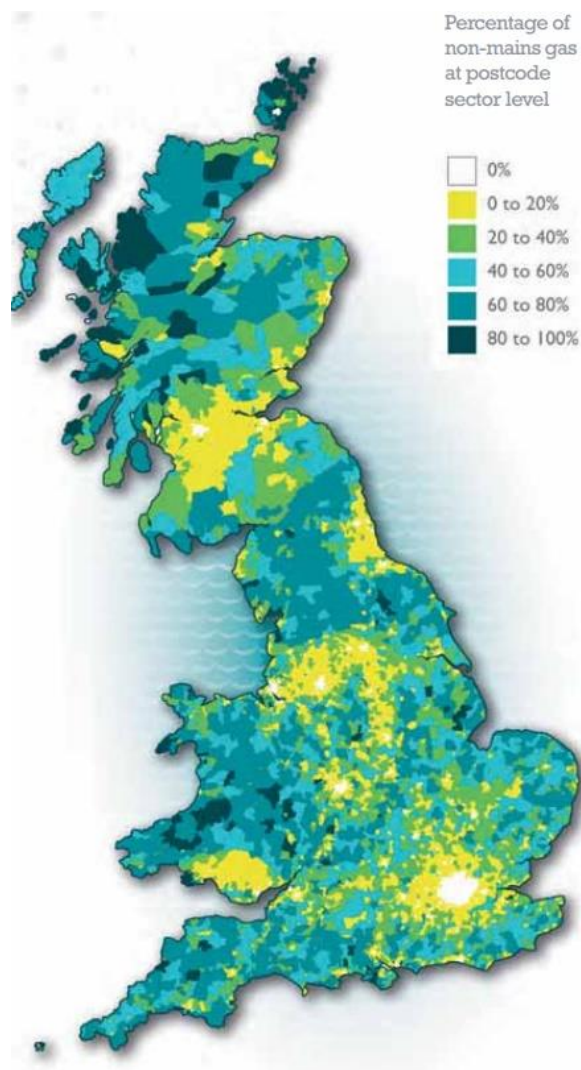 Percentage of
non-mains gas
at postcode
sector level
0%
0 to 20%
20 to 40%
40 to 60%
60 to 80%
80 to 100%